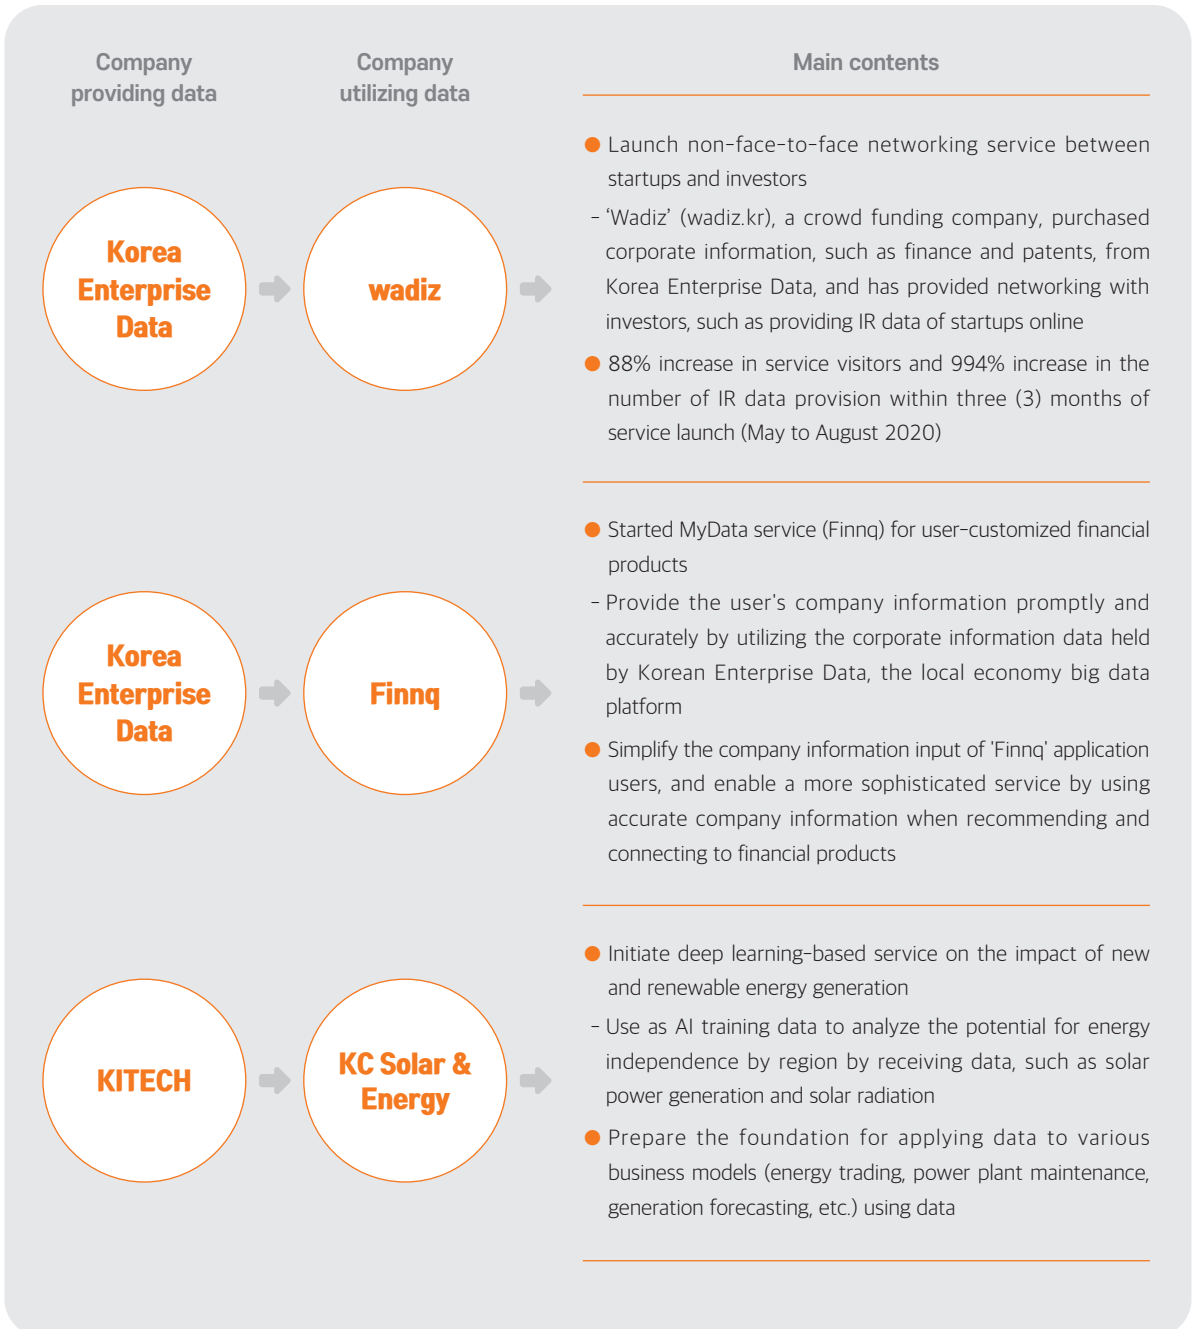 Company
providing data
Company
utilizing data
Main contents
Korea
Enterprise
Data
wadiz
● Launch non-face-to-face networking service between
startups and investors
- ‘Wadiz’ (wadiz.kr), a crowd funding company, purchased
corporate information, such as finance and patents, from
Korea Enterprise Data, and has provided networking with
investors, such as providing IR data of startups online
● 88% increase in service visitors and 994% increase in the
number of IR data provision within three (3) months of
service launch (May to August 2020)
Korea
Enterprise
Data
Finnq
● Started MyData service (Finnq) for user-customized financial
products
- Provide the user's company information promptly and
accurately by utilizing the corporate information data held
by Korean Enterprise Data, the local economy big data
platform
● Simplify the company information input of 'Finnq' application
users, and enable a more sophisticated service by using
accurate company information when recommending and
connecting to financial products
KITECH
KC Solar &
Energy
● Initiate deep learning-based service on the impact of new
and renewable energy generation
- Use as AI training data to analyze the potential for energy
independence by region by receiving data, such as solar
power generation and solar radiation
● Prepare the foundation for applying data to various
business models (energy trading, power plant maintenance,
generation forecasting, etc.) using data